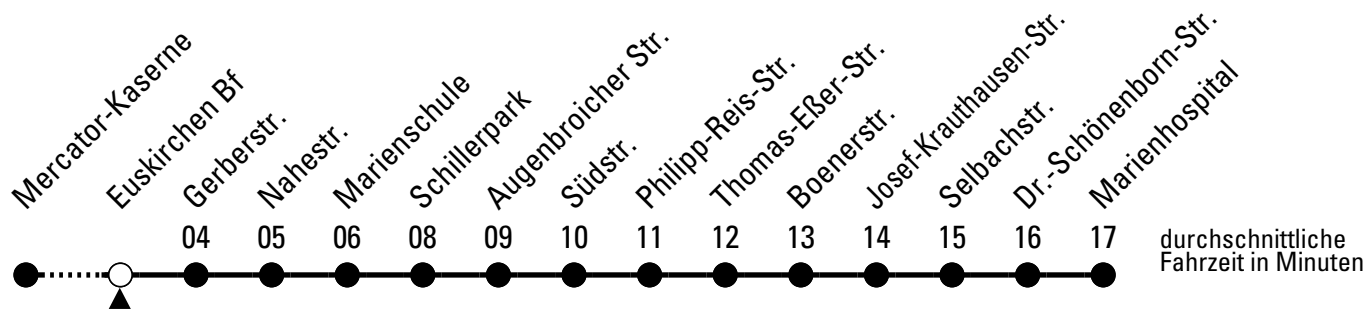 Mercator-Kaserne
Euskirchen Bf
Gerberstr.
Nahestr.
Marienschule
Schillerpark
Augenbroicher Str.
Südstr.
Philipp-Reis-Str.
Thomas-Eßer-Str.
Boenerstr.
Josef-Krauthausen-Str.
Selbachstr.
Dr.-Schönenborn-Str.
Marienhospital
04 05 06 08 09 10 11 12 13 14 15 16 17
durchschnittliche
Fahrzeit in Minuten